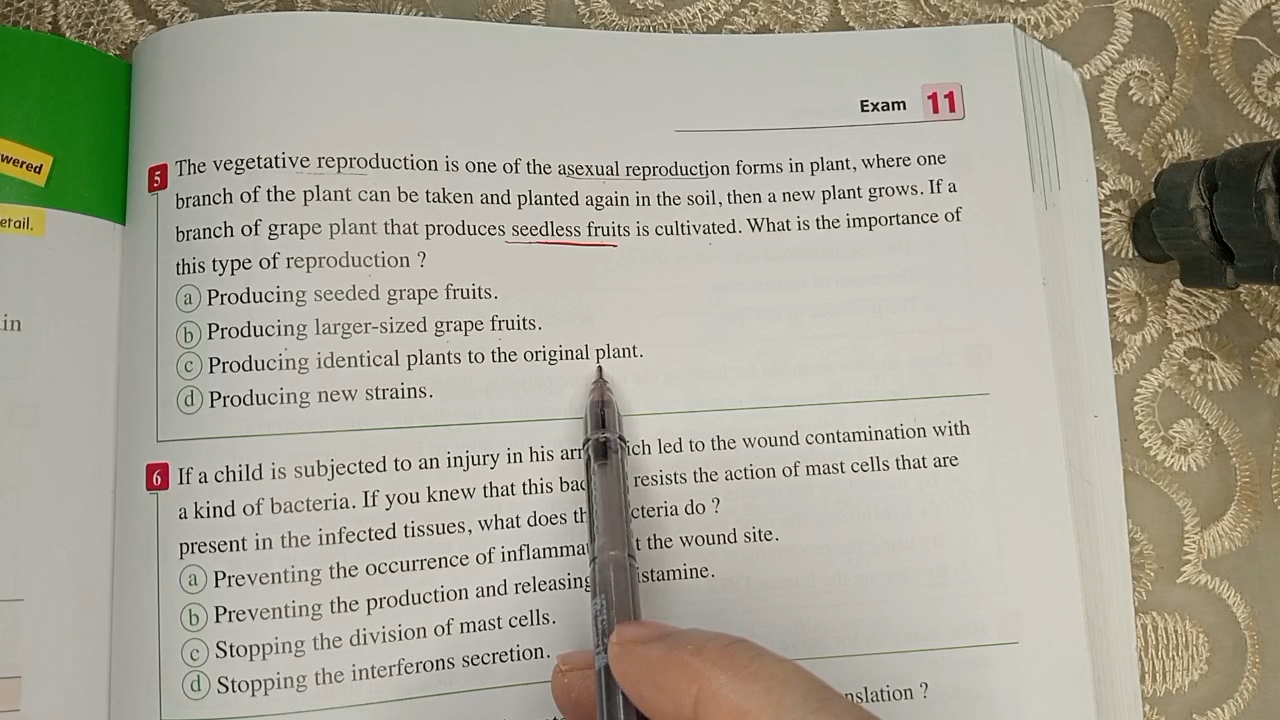 wered
etail.
in
Exam 11
5 The vegetative reproduction is one of the asexual reproduction forms in plant, where one
branch of the plant can be taken and planted again in the soil, then a new plant grows. If a
branch of grape plant that produces seedless fruits is cultivated. What is the importance of
this type of reproduction ?
a Producing seeded grape fruits.
b Producing larger-sized grape fruits.
c Producing identical plants to the original plant.
d Producing new strains.
6 If a child is subjected to an injury in his ar ich led to the wound contamination with
a kind of bacteria. If you knew that this bac resists the action of mast cells that are
present in the infected tissues, what does th cteria do ?
a Preventing the occurrence of inflamma t the wound site.
b Preventing the production and releasing istamine.
c Stopping the division of mast cells.
d Stopping the interferons secretion.
nslation ?